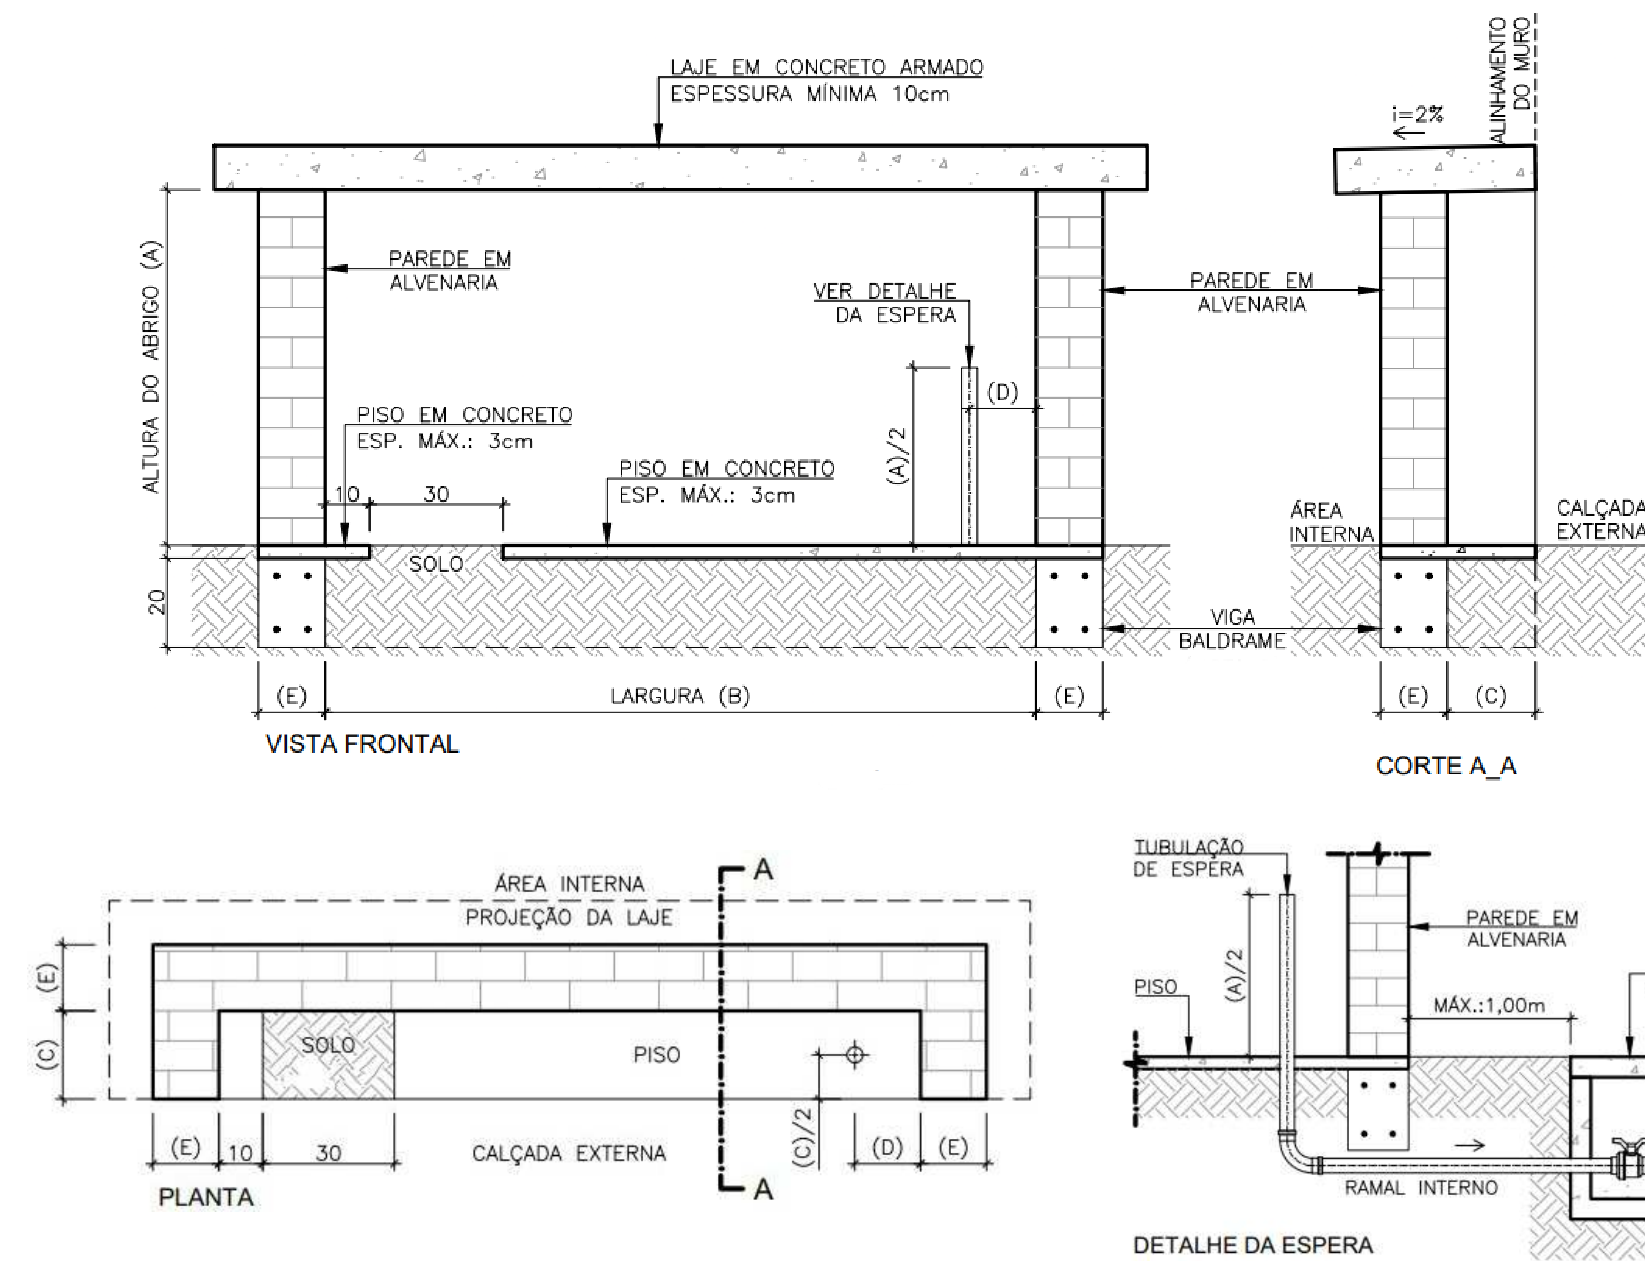 LAJE EM CONCRETO ARMADO
ESPESSURA MÍNIMA 10cm
ALINHAMENTO
DO MURO
i=2%
ALTURA DO ABRIGO (A)
PAREDE EM
ALVENARIA
VER DETALHE
DA ESPERA
PAREDE EM
ALVENARIA
(D)
(A)/2
PISO EM CONCRETO
ESP. MÁX.: 3cm
PISO EM CONCRETO
ESP. MÁX.: 3cm
10
30
ÁREA
INTERNA
CALÇADA
EXTERNA
SOLO
20
VIGA
BALDRAME
(E)
LARGURA (B)
(E)
(E)
(C)
VISTA FRONTAL
CORTE A_A
A
ÁREA INTERNA
PROJEÇÃO DA LAJE
(E)
(C)
SOLO
PISO
(C)/2
(E)
10
30
CALÇADA EXTERNA
(D)
(E)
A
PLANTA
TUBULAÇÃO
DE ESPERA
PAREDE EM
ALVENARIA
(A)/2
PISO
MÁX.:1,00m
RAMAL INTERNO
DETALHE DA ESPERA